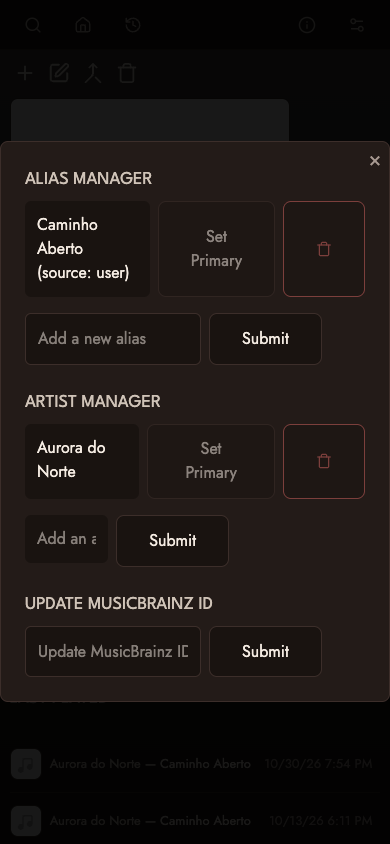 ALIAS MANAGER
Caminho
Aberto
(source: user)
Set
Primary
Add a new alias
Submit
ARTIST MANAGER
Aurora do
Norte
Set
Primary
Add an a
Submit
UPDATE MUSICBRAINZ ID
Update MusicBrainz ID
Submit
Aurora do Norte — Caminho Aberto 10/30/26 7:54 PM
Aurora do Norte — Caminho Aberto 10/13/26 6:11 PM